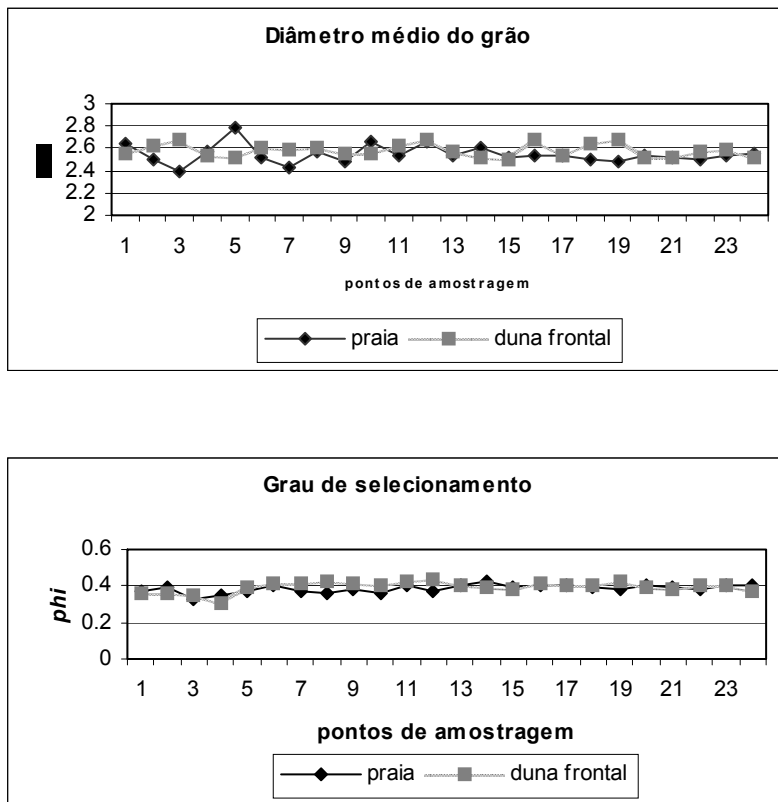 Diâmetro médio do grão
3
2.8
2.6
2.4
2.2
2
1 3 5 7 9 11 13 15 17 19 21 23
pontos de amostragem
praia duna frontal
Grau de selecionamento
0.6
0.4
0.2
0
phi
1 3 5 7 9 11 13 15 17 19 21 23
pontos de amostragem
praia duna frontal